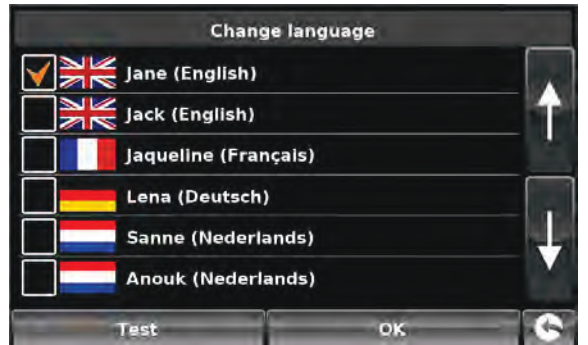 Change language
Jane (English)
Jack (English)
Jaqueline (Français)
Lena (Deutsch)
Sanne (Nederlands)
Anouk (Nederlands)
Test
OK